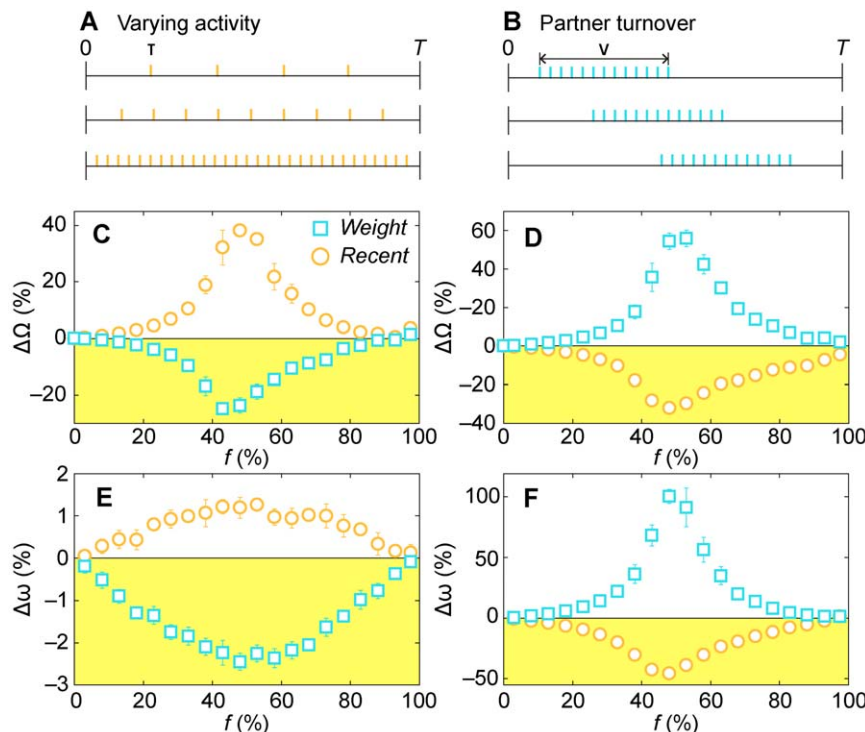 A Varying activity
0 τ T
B Partner turnover
0 v T
C
Weight
Recent
40
20
0
–20
ΔΩ (%)
0 20 40 60 80 100
f (%)
D
60
40
-20
0
–20
–40
ΔΩ (%)
0 20 40 60 80 100
f (%)
E
2
1
0
–1
–2
–3
Δω (%)
0 20 40 60 80 100
f (%)
F
100
50
0
–50
Δω (%)
0 20 40 60 80 100
f (%)